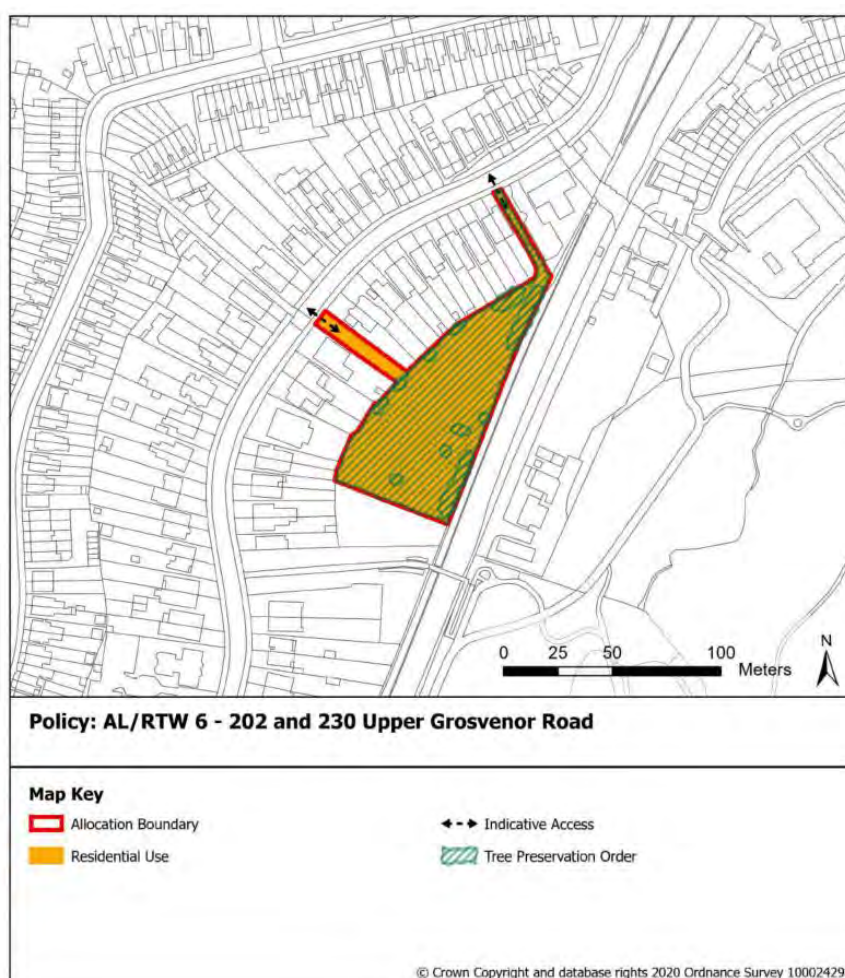 N
0 25 50 100
Meters
Policy: AL/RTW 6 - 202 and 230 Upper Grosvenor Road
Map Key
Allocation Boundary
Indicative Access
Residential Use
Tree Preservation Order
© Crown Copyright and database rights 2020 Ordnance Survey 10002429